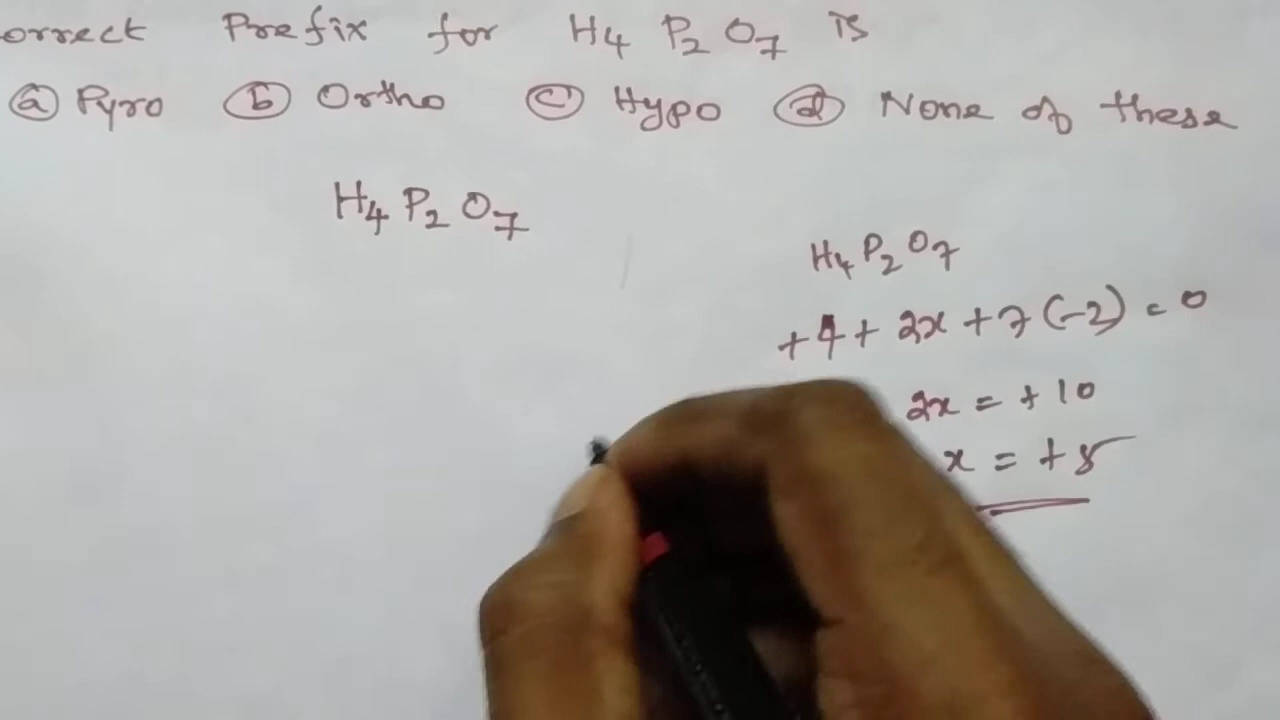 orrect Prefix for H4 P2 O7 is
(a) Pyro (b) Ortho (c) Hypo (d) None of these
H4 P2 O7
H4 P2 O7
+4 + 2x + 7 (-2) = 0
2x = + 10
x = + 5